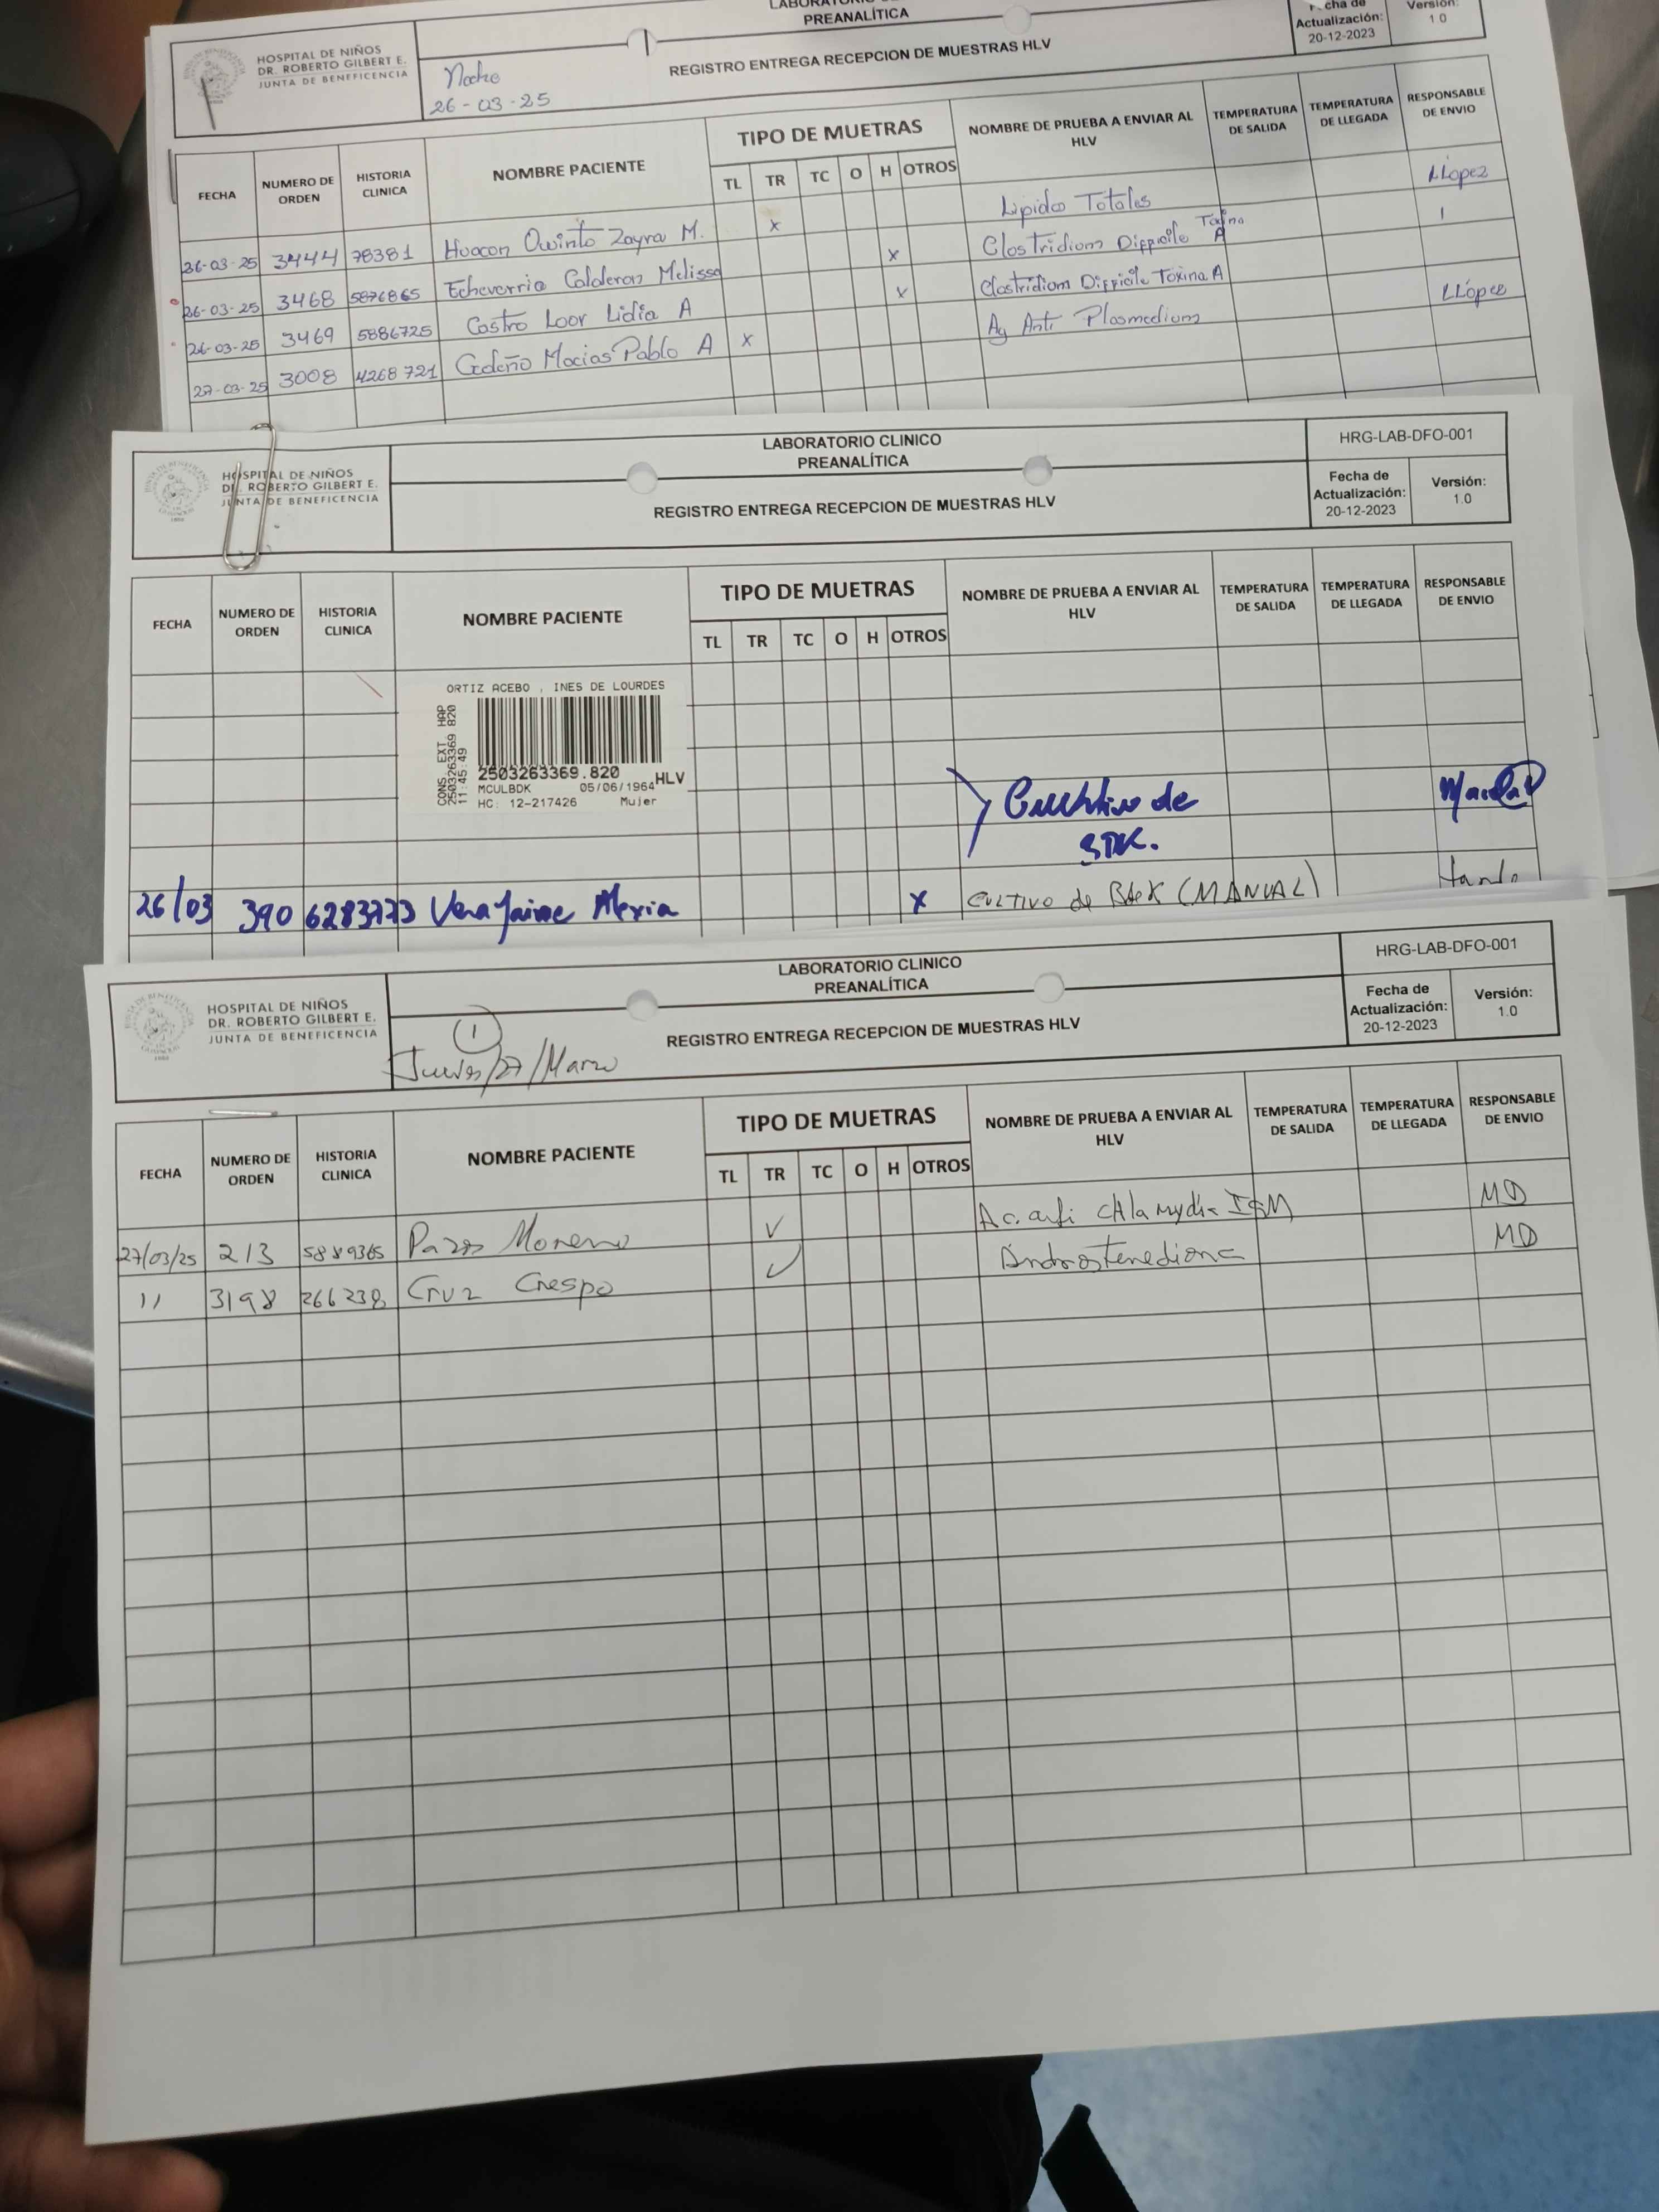 LABORATORIO
PREANALÍTICA
HOSPITAL DE NIÑOS
DR. ROBERTO GILBERT E.
JUNTA DE BENEFICENCIA
Noche
26-03-25
REGISTRO ENTREGA RECEPCION DE MUESTRAS HLV
Fecha de Actualización: 20-12-2023
Versión: 1.0
FECHA NUMERO DE ORDEN HISTORIA CLINICA NOMBRE PACIENTE TIPO DE MUETRAS NOMBRE DE PRUEBA A ENVIAR AL HLV TEMPERATURA DE SALIDA TEMPERATURA DE LLEGADA RESPONSABLE DE ENVIO
TL TR TC O H OTROS
26-03-25 3444 78381 Huacon Quinto Zayra M. x Lipidos Totales LLopez
26-03-25 3468 5876865 Echeverria Calderon Melissa x Clostridium Difficile Toxina A
26-03-25 3469 5886725 Castro Loor Lidia A x Clostridium Difficile Toxina A
27-03-25 3008 4268721 Cedeño Macias Pablo A x Ag Anti Plasmodium LLopez
HOSPITAL DE NIÑOS
DR. ROBERTO GILBERT E.
JUNTA DE BENEFICENCIA
LABORATORIO CLINICO
PREANALÍTICA
REGISTRO ENTREGA RECEPCION DE MUESTRAS HLV
HRG-LAB-DFO-001
Fecha de Actualización: 20-12-2023
Versión: 1.0
FECHA NUMERO DE ORDEN HISTORIA CLINICA NOMBRE PACIENTE TIPO DE MUETRAS NOMBRE DE PRUEBA A ENVIAR AL HLV TEMPERATURA DE SALIDA TEMPERATURA DE LLEGADA RESPONSABLE DE ENVIO
TL TR TC O H OTROS
ORTIZ ACEBO , INES DE LOURDES
CONS. EXT HAP
2503263369 820
11:45:49
2503263369.820 HLV
MCULBDK 05/06/1964
HC: 12-217426 Mujer
Cultivo de
26/03 390 6283773 Vera Jaime Alexia x CULTIVO de BK (MANUAL)
HOSPITAL DE NIÑOS
DR. ROBERTO GILBERT E.
JUNTA DE BENEFICENCIA
LABORATORIO CLINICO
PREANALÍTICA
1
Jueves/27/Marzo
REGISTRO ENTREGA RECEPCION DE MUESTRAS HLV
HRG-LAB-DFO-001
Fecha de Actualización: 20-12-2023
Versión: 1.0
FECHA NUMERO DE ORDEN HISTORIA CLINICA NOMBRE PACIENTE TIPO DE MUETRAS NOMBRE DE PRUEBA A ENVIAR AL HLV TEMPERATURA DE SALIDA TEMPERATURA DE LLEGADA RESPONSABLE DE ENVIO
TL TR TC O H OTROS
27/03/25 213 5889365 Pazos Moreno ✓ Ac. anti chlamydia IgM MD
11 3198 266238 Cruz Crespo ✓ Androstenediona MD